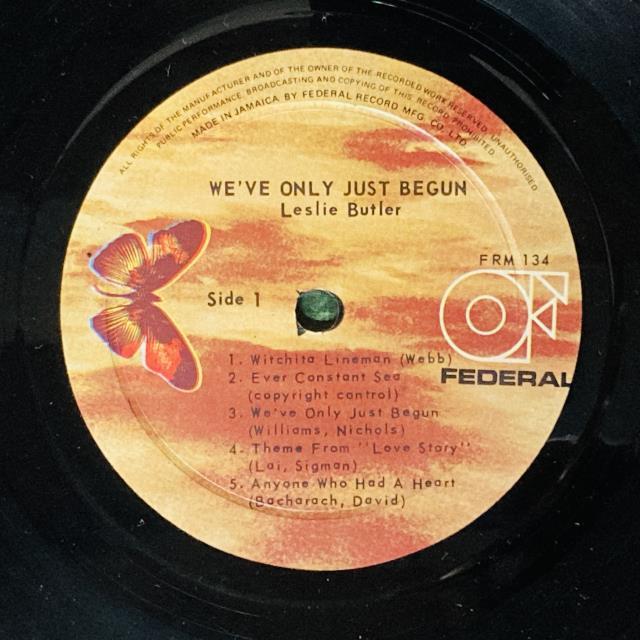 ALL RIGHTS OF THE MANUFACTURER AND OF THE OWNER OF THE RECORDED WORK RESERVED. UNAUTHORISED
PUBLIC PERFORMANCE, BROADCASTING AND COPYING OF THIS RECORD PROHIBITED.
MADE IN JAMAICA BY FEDERAL RECORD MFG. CO. LTD.
WE'VE ONLY JUST BEGUN
Leslie Butler
FRM 134
Side 1
FEDERAL
1. Witchita Lineman (Webb)
2. Ever Constant Sea
(copyright control)
3. We've Only Just Begun
(Williams, Nichols)
4. Theme From "Love Story"
(Lai, Sigman)
5. Anyone Who Had A Heart
(Bacharach, David)